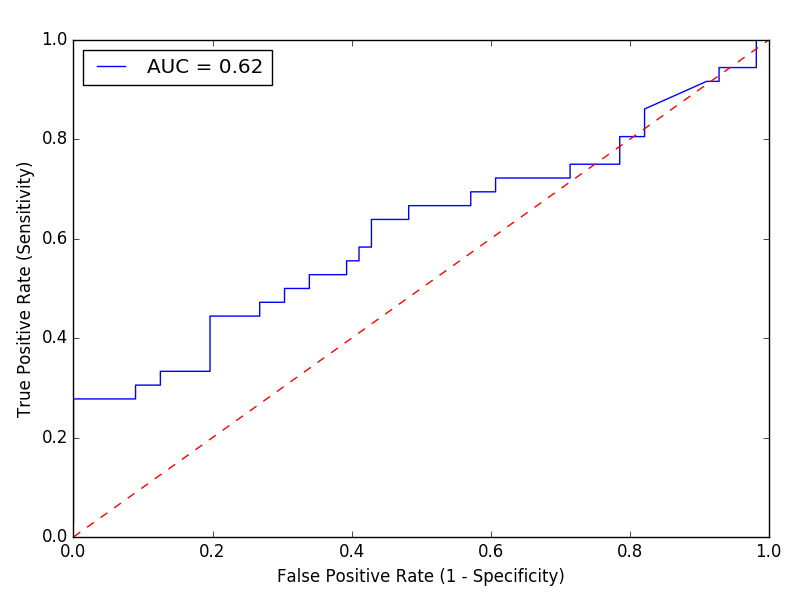 AUC = 0.62
1.0
0.8
0.6
0.4
0.2
0.0
True Positive Rate (Sensitivity)
0.0 0.2 0.4 0.6 0.8 1.0
False Positive Rate (1 - Specificity)